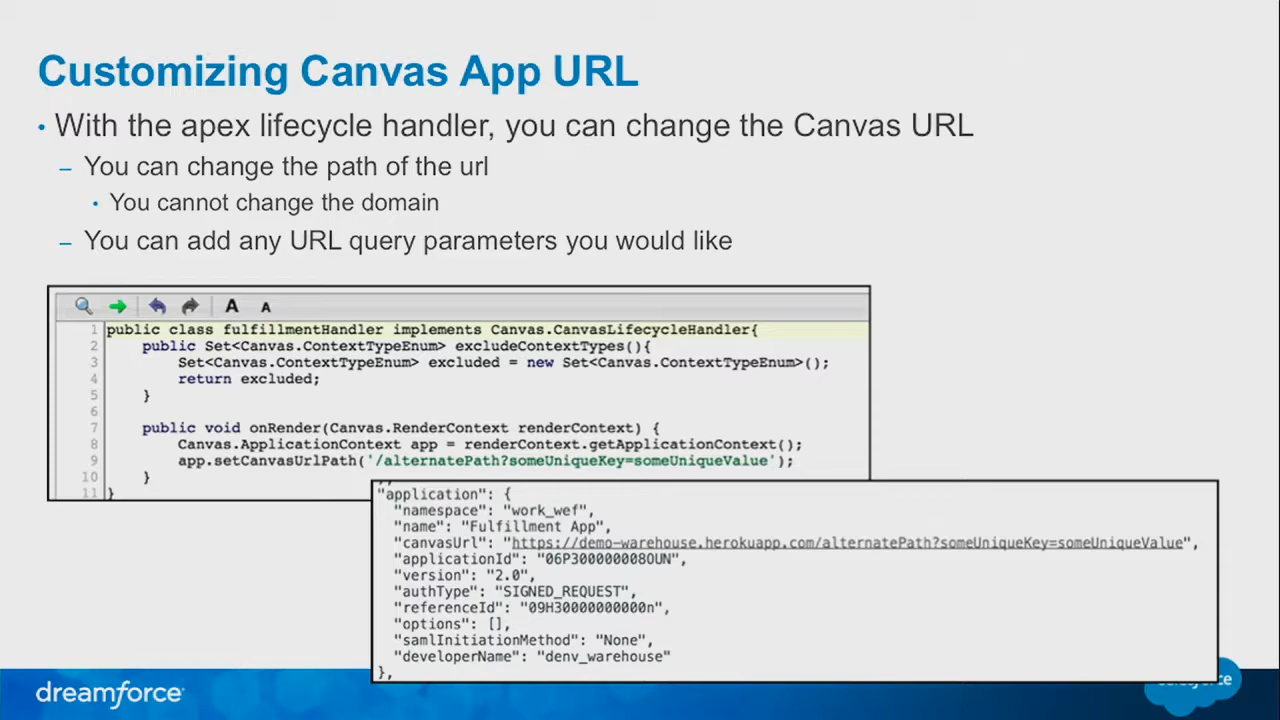 Customizing Canvas App URL
• With the apex lifecycle handler, you can change the Canvas URL
– You can change the path of the url
• You cannot change the domain
– You can add any URL query parameters you would like
A A
1 public class fulfillmentHandler implements Canvas.CanvasLifecycleHandler{
2 public Set<Canvas.ContextTypeEnum> excludeContextTypes(){
3 Set<Canvas.ContextTypeEnum> excluded = new Set<Canvas.ContextTypeEnum>();
4 return excluded;
5 }
6
7 public void onRender(Canvas.RenderContext renderContext) {
8 Canvas.ApplicationContext app = renderContext.getApplicationContext();
9 app.setCanvasUrlPath('/alternatePath?someUniqueKey=someUniqueValue');
10 }
11 }
"application": {
"namespace": "work_wef",
"name": "Fulfillment App",
"canvasUrl": "https://demo-warehouse.herokuapp.com/alternatePath?someUniqueKey=someUniqueValue",
"applicationId": "06P3000000080UN",
"version": "2.0",
"authType": "SIGNED_REQUEST",
"referenceId": "09H30000000000n",
"options": [],
"samlInitiationMethod": "None",
"developerName": "denv_warehouse"
},
dreamforce